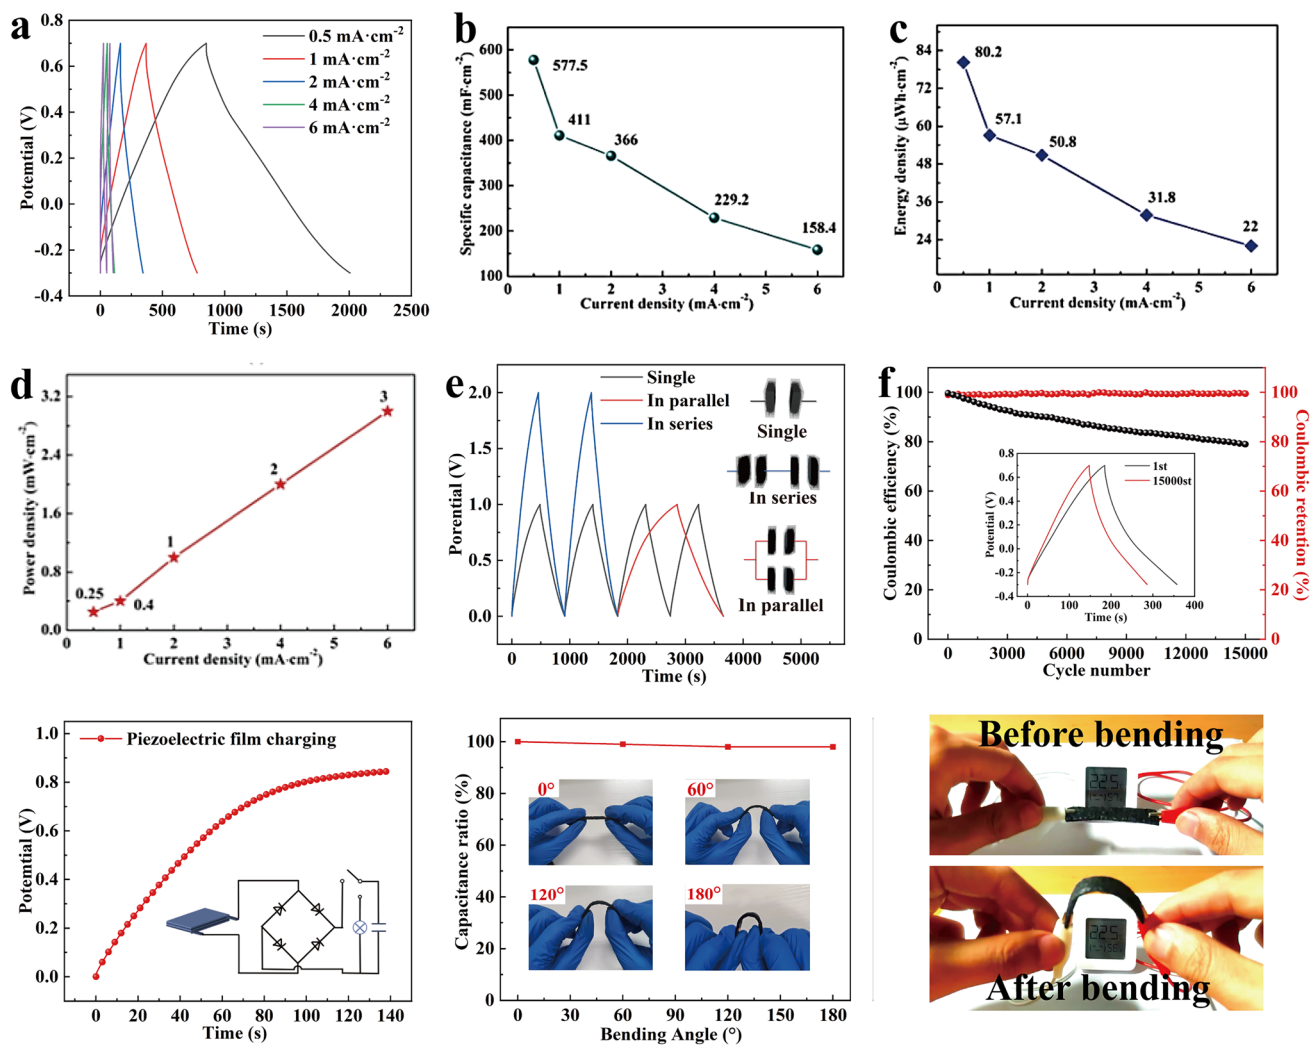 a
0.8
0.6
0.4
0.2
0.0
-0.2
-0.4
Potemtial (V)
0.5 mA·cm-2
1 mA·cm-2
2 mA·cm-2
4 mA·cm-2
6 mA·cm-2
0 500 1000 1500 2000 2500
Time (s)
b
600
500
400
300
200
100
Specific capacitance (mF·cm-2)
577.5
411
366
229.2
158.4
0 1 2 3 4 5 6
Current density (mA·cm-2)
c
84
72
60
48
36
24
Energy density (μWh·cm-2)
80.2
57.1
50.8
31.8
22
0 1 2 3 4 5 6
Current density (mA·cm-2)
d
3.2
2.4
1.6
0.8
0.0
Power density (mW·cm-2)
0.25
0.4
1
2
3
0 1 2 3 4 5 6
Current density (mA·cm-2)
e
2.0
1.5
1.0
0.5
0.0
Porential (V)
Single
In parallel
In series
Single
In series
In parallel
0 1000 2000 3000 4000 5000
Time (s)
f
100
80
60
40
20
0
Coulombic efficiency (%)
0.8
0.6
0.4
0.2
0.0
-0.2
-0.4
Potential (V)
1st
15000st
0 100 200 300 400
Time (s)
100
80
60
40
20
0
Coulombic retention (%)
0 3000 6000 9000 12000 15000
Cycle number
1.0
0.8
0.6
0.4
0.2
0.0
Potential (V)
Piezoelectric film charging
0 20 40 60 80 100 120 140
Time (s)
100
80
60
40
20
0
Capacitance ratio (%)
0°
60°
120°
180°
0 30 60 90 120 150 180
Bending Angle (°)
Before bending
225
After bending
225